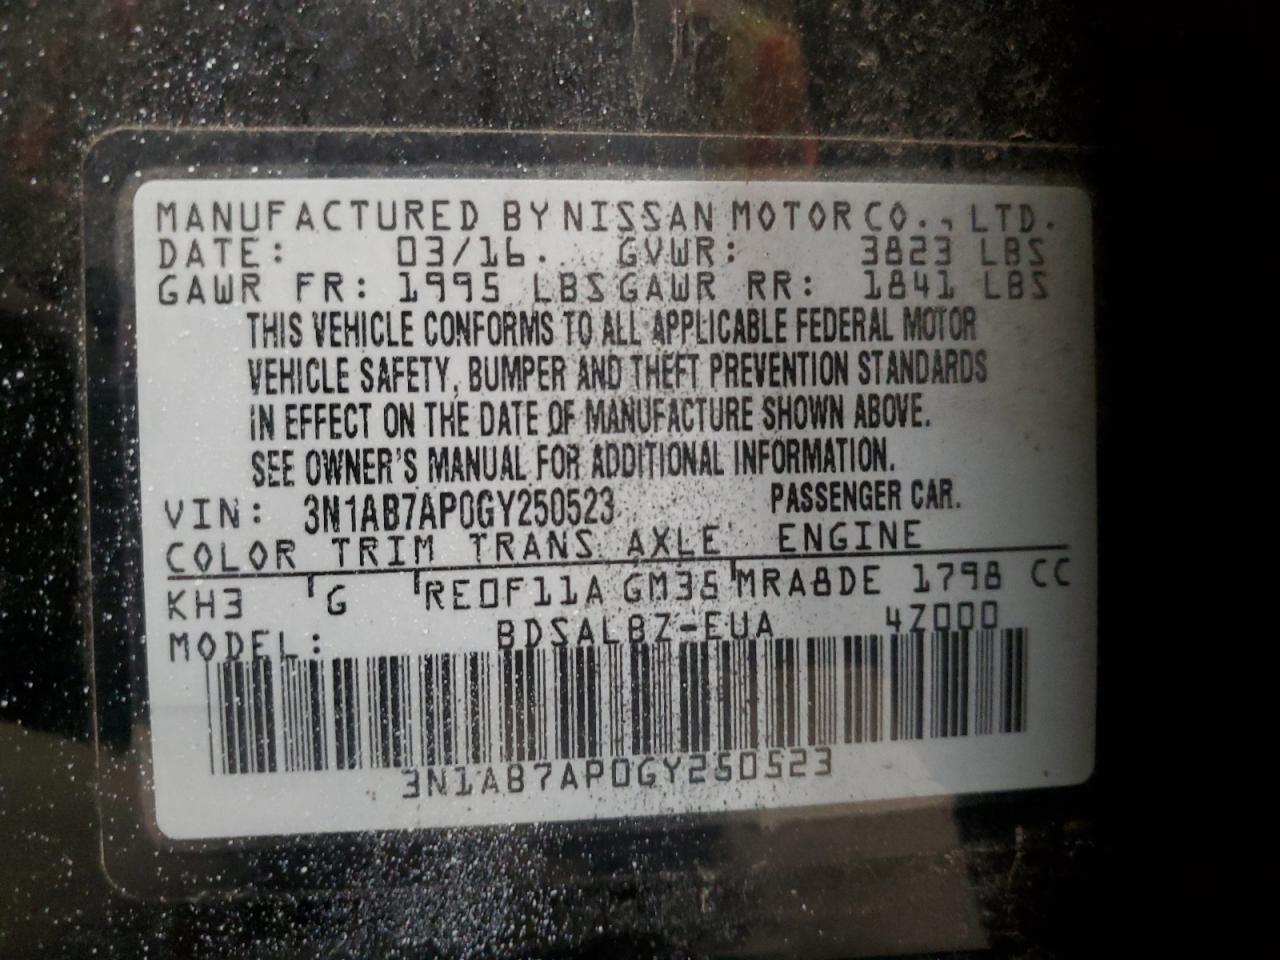 MANUFACTURED BY NISSAN MOTOR CO., LTD.
DATE: 03/16. GVWR: 3823 LBS
GAWR FR: 1995 LBS GAWR RR: 1841 LBS
THIS VEHICLE CONFORMS TO ALL APPLICABLE FEDERAL MOTOR
VEHICLE SAFETY, BUMPER AND THEFT PREVENTION STANDARDS
IN EFFECT ON THE DATE OF MANUFACTURE SHOWN ABOVE.
SEE OWNER'S MANUAL FOR ADDITIONAL INFORMATION.
VIN: 3N1AB7AP0GY250523 PASSENGER CAR.
COLOR TRIM TRANS. AXLE ENGINE
KH3 G RE0F11A GM38 MRA8DE 1798 CC
MODEL: BDSALBZ-EUA 4Z000
3N1AB7AP0GY250523